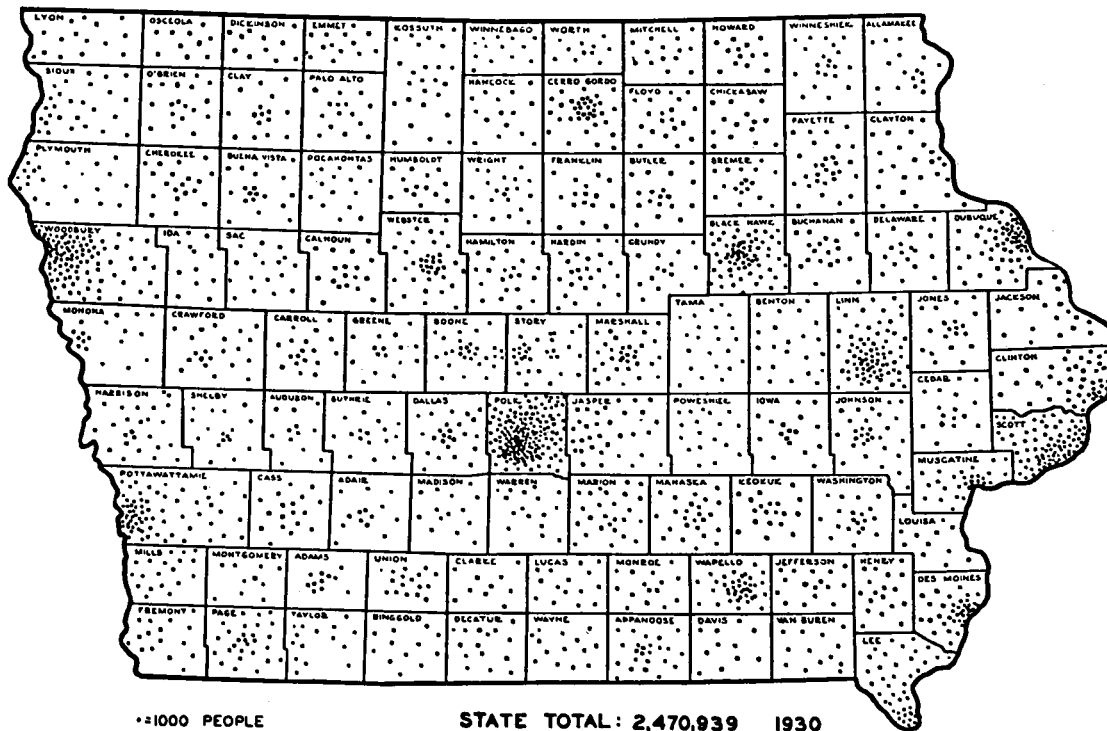 LYON OSCEOLA DICKINSON EMMET KOSSUTH WINNEBAGO WORTH MITCHELL HOWARD WINNESHIEK ALLAMAKEE
SIOUX O'BRIEN CLAY PALO ALTO HANCOCK CERRO GORDO FLOYD CHICKASAW
FAYETTE CLAYTON
PLYMOUTH CHEROKEE BUENA VISTA POCAHONTAS HUMBOLDT WRIGHT FRANKLIN BUTLER BREMER
WOODBURY IDA SAC CALHOUN WEBSTER HAMILTON HARDIN GRUNDY BLACK HAWK BUCHANAN DELAWARE DUBUQUE
MONONA CRAWFORD CARROLL GREENE BOONE STORY MARSHALL TAMA BENTON LINN JONES JACKSON
CLINTON
HARRISON SHELBY AUDUBON GUTHRIE DALLAS POLK JASPER POWESHIEK IOWA JOHNSON CEDAR
SCOTT
MUSCATINE
POTTAWATTAMIE CASS ADAIR MADISON WARREN MARION MAHASKA KEOKUK WASHINGTON
LOUISA
MILLS MONTGOMERY ADAMS UNION CLARKE LUCAS MONROE WAPELLO JEFFERSON HENRY DES MOINES
FREMONT PAGE TAYLOR RINGGOLD DECATUR WAYNE APPANOOSE DAVIS VAN BUREN
LEE
•=1000 PEOPLE STATE TOTAL: 2,470,939 1930